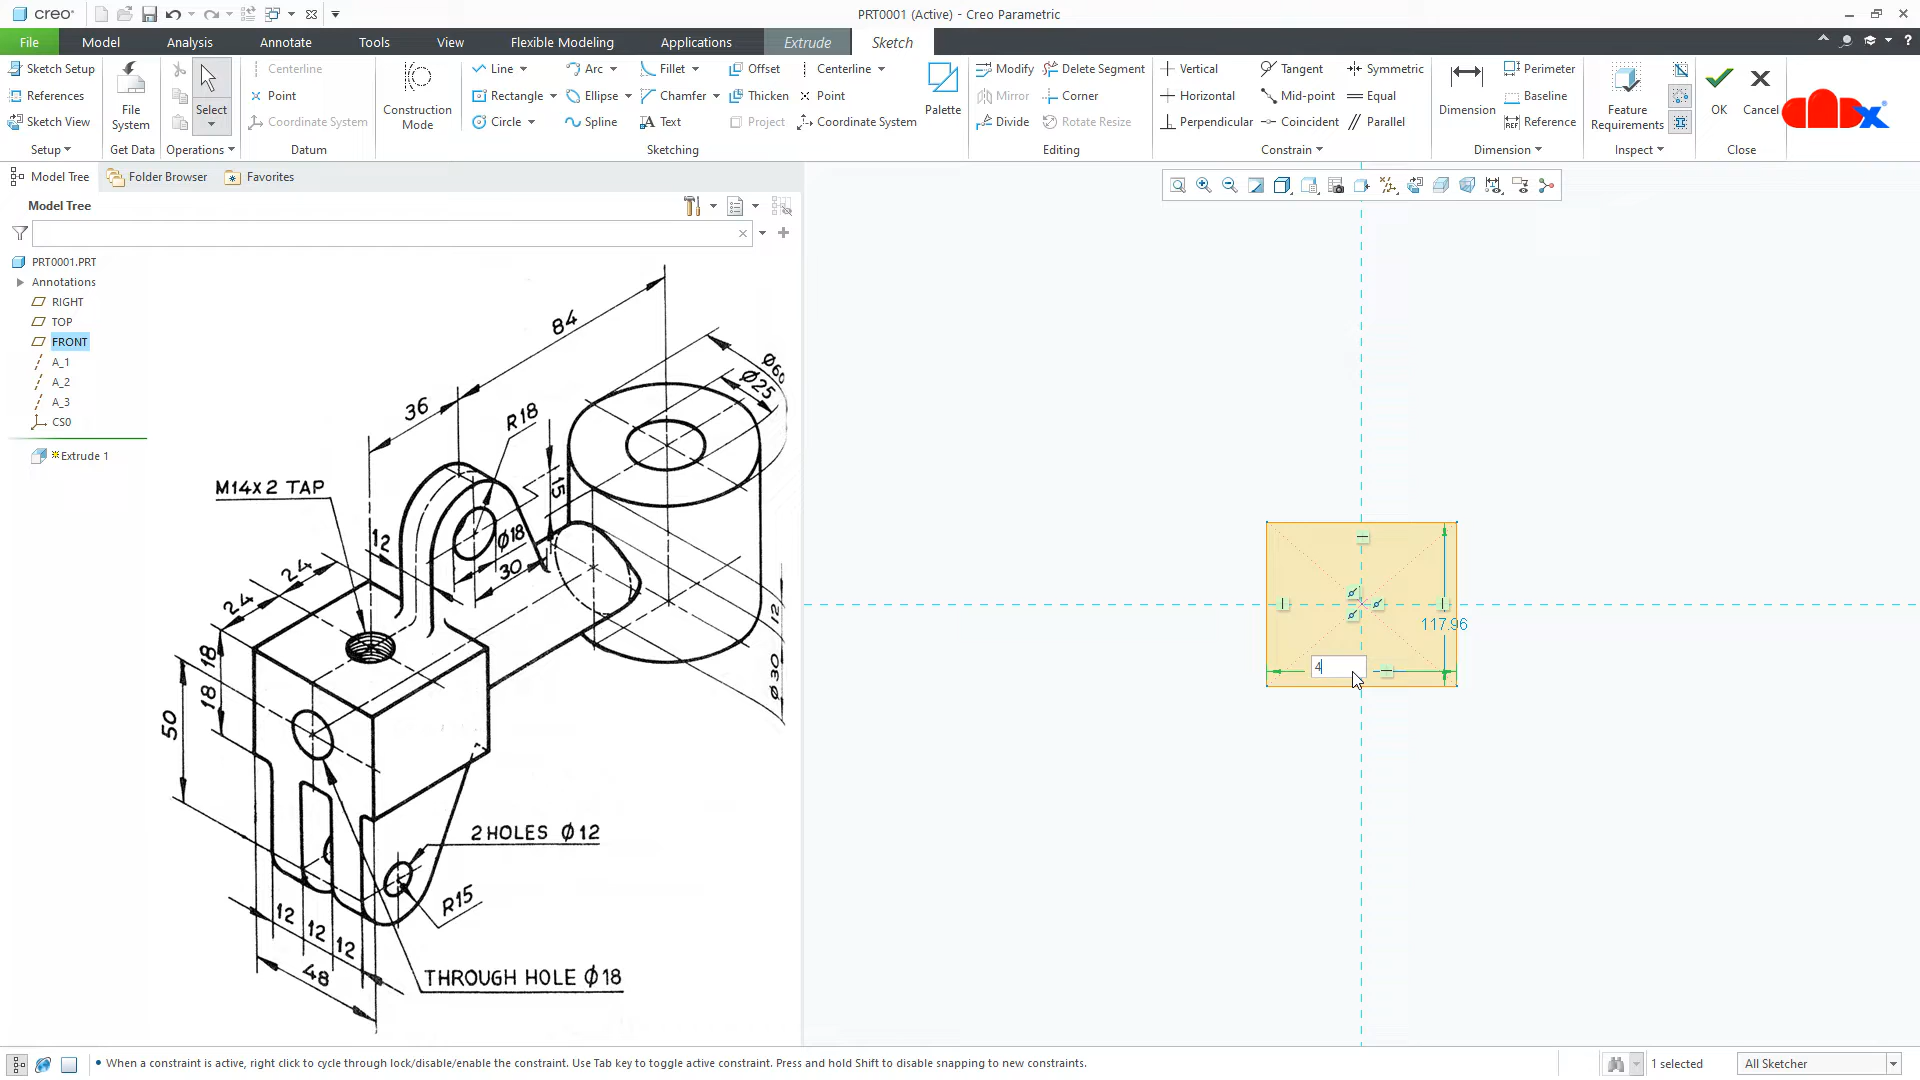 creo
PRT0001 (Active) - Creo Parametric
File Model Analysis Annotate Tools View Flexible Modeling Applications Extrude Sketch
Sketch Setup
References
Sketch View
Setup
File System
Get Data
Select
Operations
Centerline
Point
Coordinate System
Datum
Construction Mode
Line Arc Fillet Offset Centerline
Rectangle Ellipse Chamfer Thicken Point
Circle Spline Text Project Coordinate System
Palette
Sketching
Modify Delete Segment
Mirror Corner
Divide Rotate Resize
Editing
Vertical Tangent Symmetric
Horizontal Mid-point Equal
Perpendicular Coincident Parallel
Constrain
Dimension
Perimeter
Baseline
Reference
Dimension
Feature Requirements
Inspect
OK Cancel
Close
Model Tree Folder Browser Favorites
Model Tree
PRT0001.PRT
Annotations
RIGHT
TOP
FRONT
A_1
A_2
A_3
CS0
Extrude 1
84
36
R18
Ø60
Ø25
15
M14x2 TAP
12
Ø18
30
24
24
18
18
50
12
Ø30
2 HOLES Ø12
R15
12
12
12
48
THROUGH HOLE Ø18
117.96
4
When a constraint is active, right click to cycle through lock/disable/enable the constraint. Use Tab key to toggle active constraint. Press and hold Shift to disable snapping to new constraints.
1 selected
All Sketcher